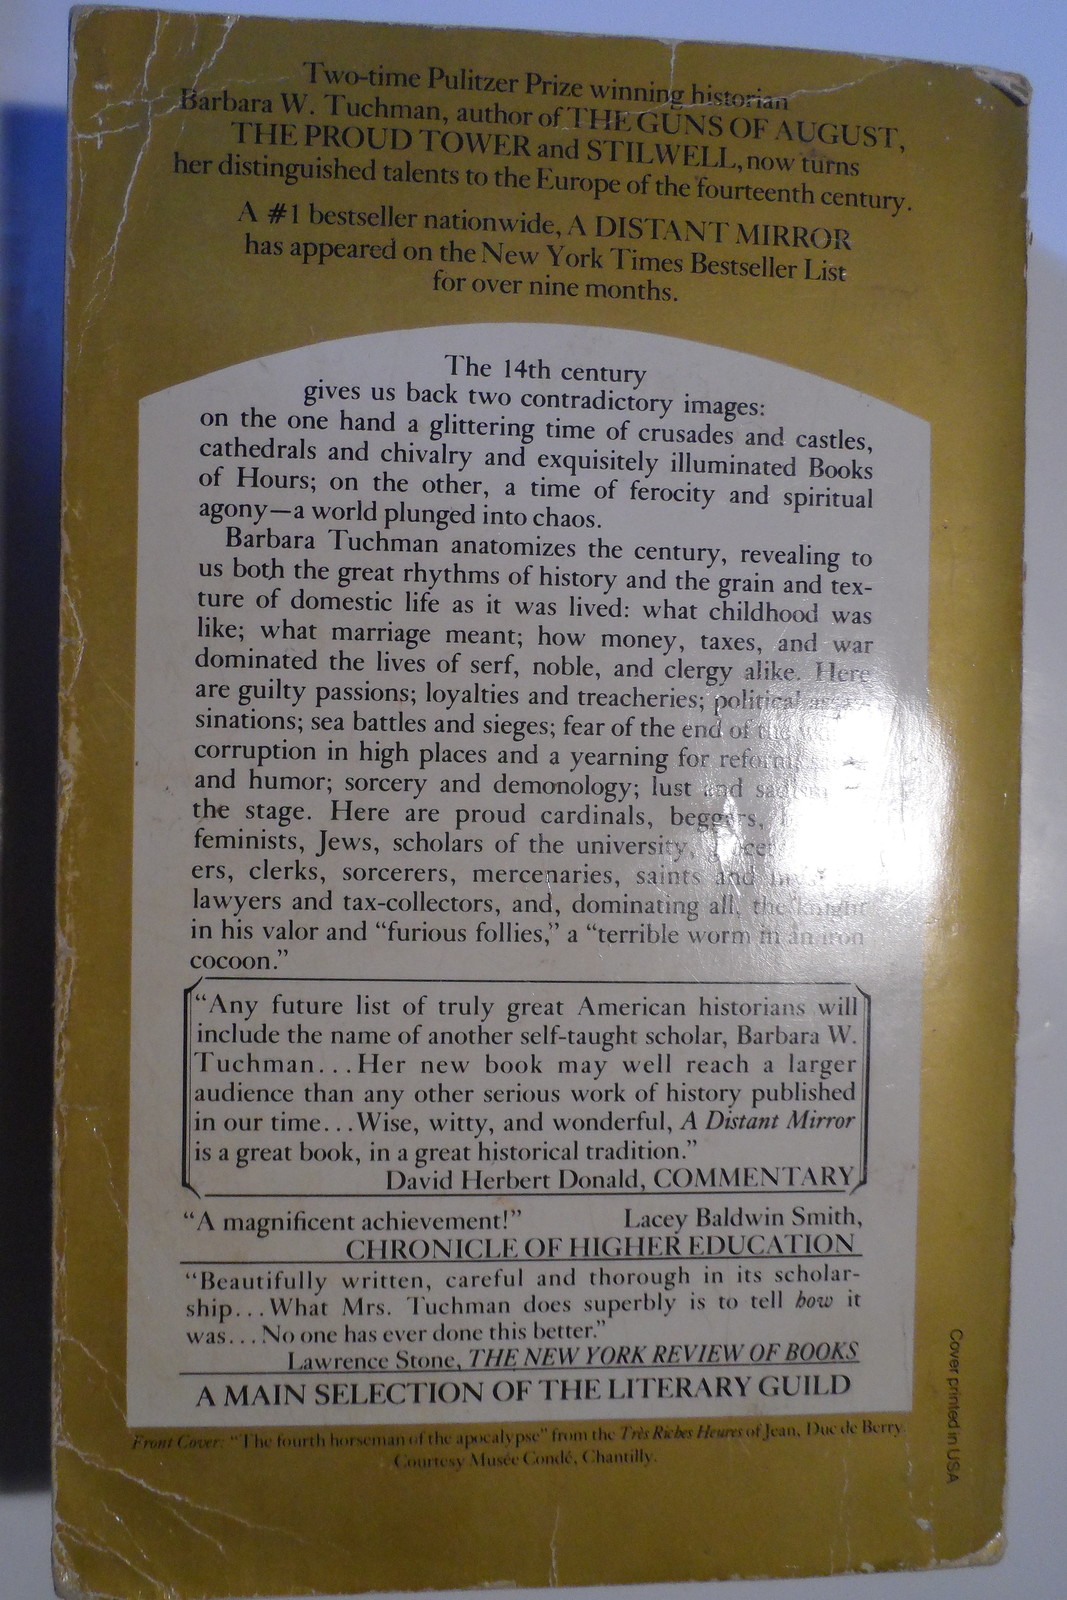 Two-time Pulitzer Prize winning historian
Barbara W. Tuchman, author of THE GUNS OF AUGUST,
THE PROUD TOWER and STILWELL, now turns
her distinguished talents to the Europe of the fourteenth century.
A #1 bestseller nationwide, A DISTANT MIRROR
has appeared on the New York Times Bestseller List
for over nine months.
The 14th century
gives us back two contradictory images:
on the one hand a glittering time of crusades and castles,
cathedrals and chivalry and exquisitely illuminated Books
of Hours; on the other, a time of ferocity and spiritual
agony—a world plunged into chaos.
Barbara Tuchman anatomizes the century, revealing to
us both the great rhythms of history and the grain and tex-
ture of domestic life as it was lived: what childhood was
like; what marriage meant; how money, taxes, and war
dominated the lives of serf, noble, and clergy alike. Here
are guilty passions; loyalties and treacheries; political
sinations; sea battles and sieges; fear of the end of the
corruption in high places and a yearning for
and humor; sorcery and demonology; lust and
the stage. Here are proud cardinals, beggars,
feminists, Jews, scholars of the university,
ers, clerks, sorcerers, mercenaries, saints and
lawyers and tax-collectors, and, dominating all, the knight
in his valor and “furious follies,” a “terrible worm in an iron
cocoon.”
“Any future list of truly great American historians will
include the name of another self-taught scholar, Barbara W.
Tuchman...Her new book may well reach a larger
audience than any other serious work of history published
in our time...Wise, witty, and wonderful, A Distant Mirror
is a great book, in a great historical tradition.”
David Herbert Donald, COMMENTARY
“A magnificent achievement!” Lacey Baldwin Smith,
CHRONICLE OF HIGHER EDUCATION
“Beautifully written, careful and thorough in its scholar-
ship...What Mrs. Tuchman does superbly is to tell how it
was...No one has ever done this better.”
Lawrence Stone, THE NEW YORK REVIEW OF BOOKS
A MAIN SELECTION OF THE LITERARY GUILD
Front Cover: “The fourth horseman of the apocalypse” from the Très Riches Heures of Jean, Duc de Berry.
Courtesy Musée Condé, Chantilly.
Cover printed in USA